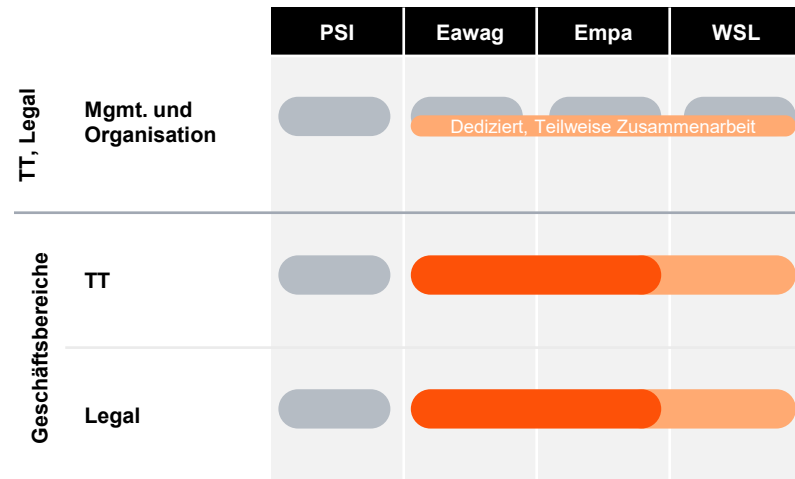 PSI
Eawag
Empa
WSL
TT, Legal
Mgmt. und
Organisation
Dediziert, Teilweise Zusammenarbeit
Geschäftsbereiche
TT
Legal